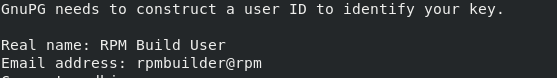 GnuPG needs to construct a user ID to identify your key.
Real name: RPM Build User
Email address: rpmbuilder@rpm